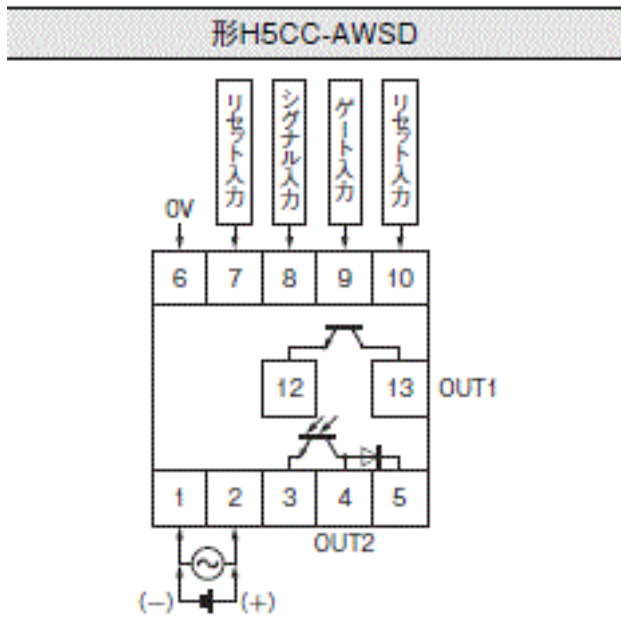 形H5CC-AWSD
リセット入力
シグナル入力
ゲート入力
リセット入力
0V
6 7 8 9 10
12 13 OUT1
1 2 3 4 5
OUT2
(−) (+)